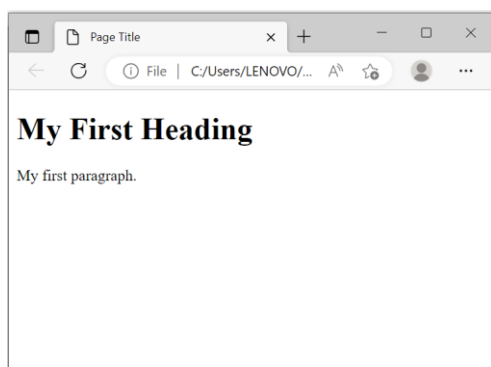 Page Title
File | C:/Users/LENOVO/... A
My First Heading
My first paragraph.